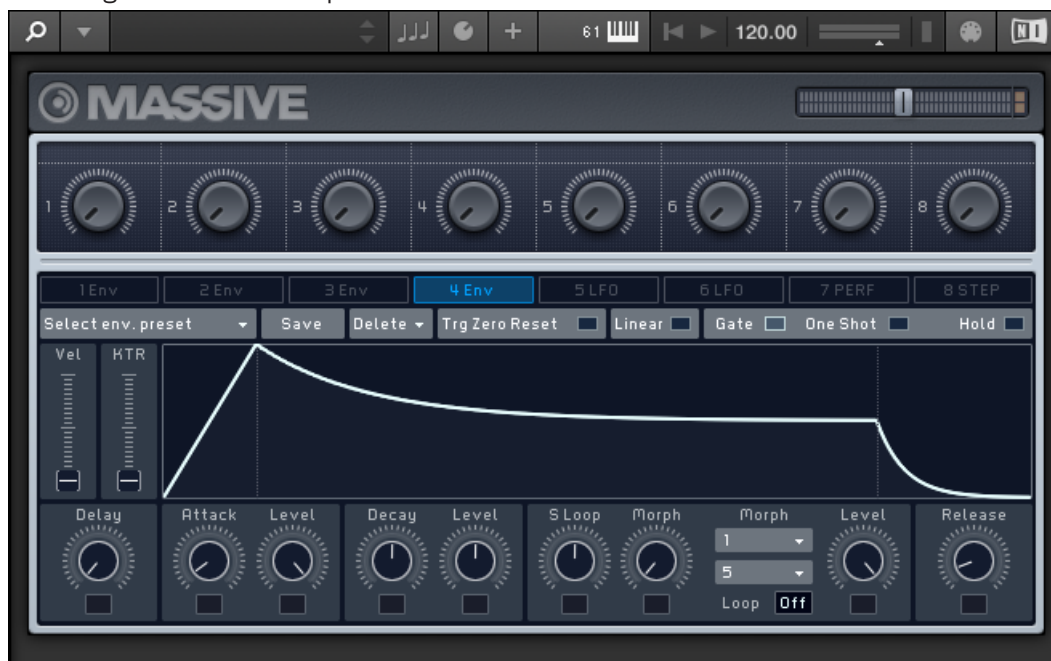 61 120.00 NI
MASSIVE
1 2 3 4 5 6 7 8
1 Env 2 Env 3 Env 4 Env 5 LFO 6 LFO 7 PERF 8 STEP
Select env. preset Save Delete Trg Zero Reset Linear Gate One Shot Hold
Vel KTR
Delay Attack Level Decay Level S Loop Morph Morph Level Release
1
5
Loop Off